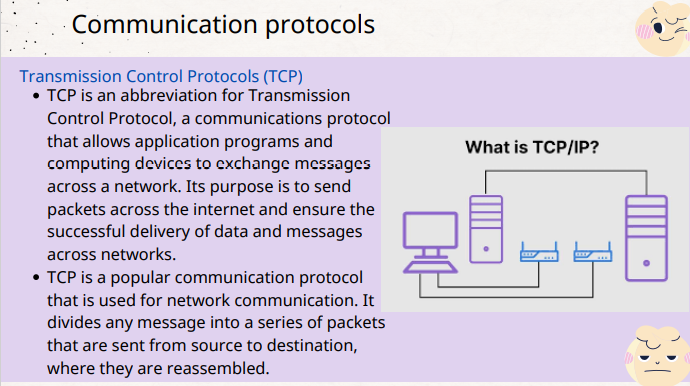 Communication protocols
Transmission Control Protocols (TCP)
• TCP is an abbreviation for Transmission
Control Protocol, a communications protocol
that allows application programs and
computing devices to exchange messages
across a network. Its purpose is to send
packets across the internet and ensure the
successful delivery of data and messages
across networks.
• TCP is a popular communication protocol
that is used for network communication. It
divides any message into a series of packets
that are sent from source to destination,
where they are reassembled.
What is TCP/IP?